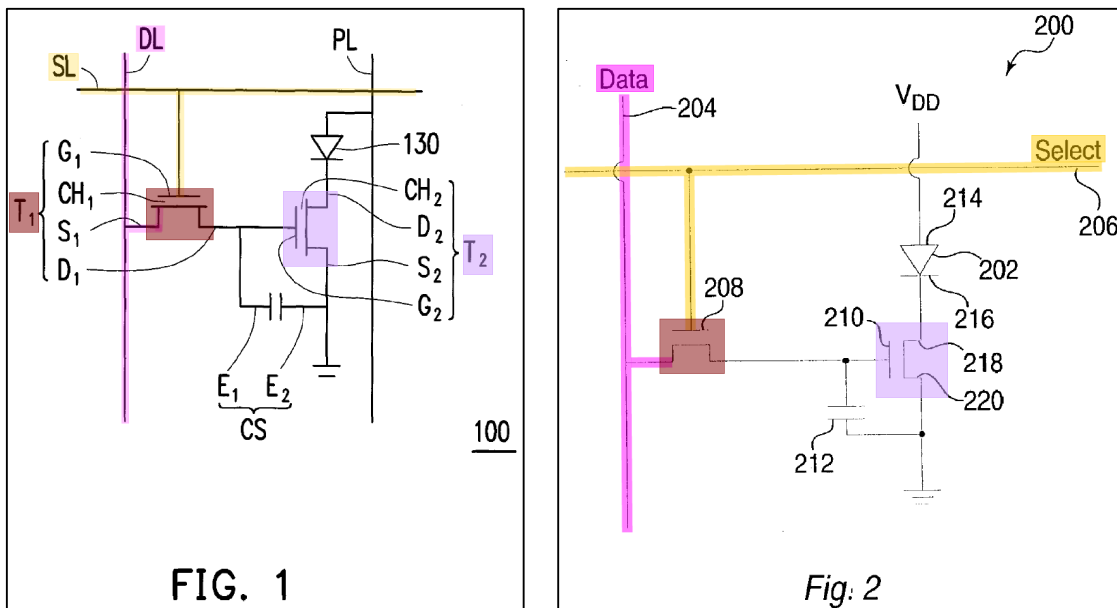 DL
PL
SL
130
G₁
CH₁
T₁
S₁
D₁
CH₂
D₂
T₂
S₂
G₂
E₁ E₂
CS
100
FIG. 1
200
Data
204
V_DD
Select
206
214
202
208
216
210
218
220
212
Fig. 2